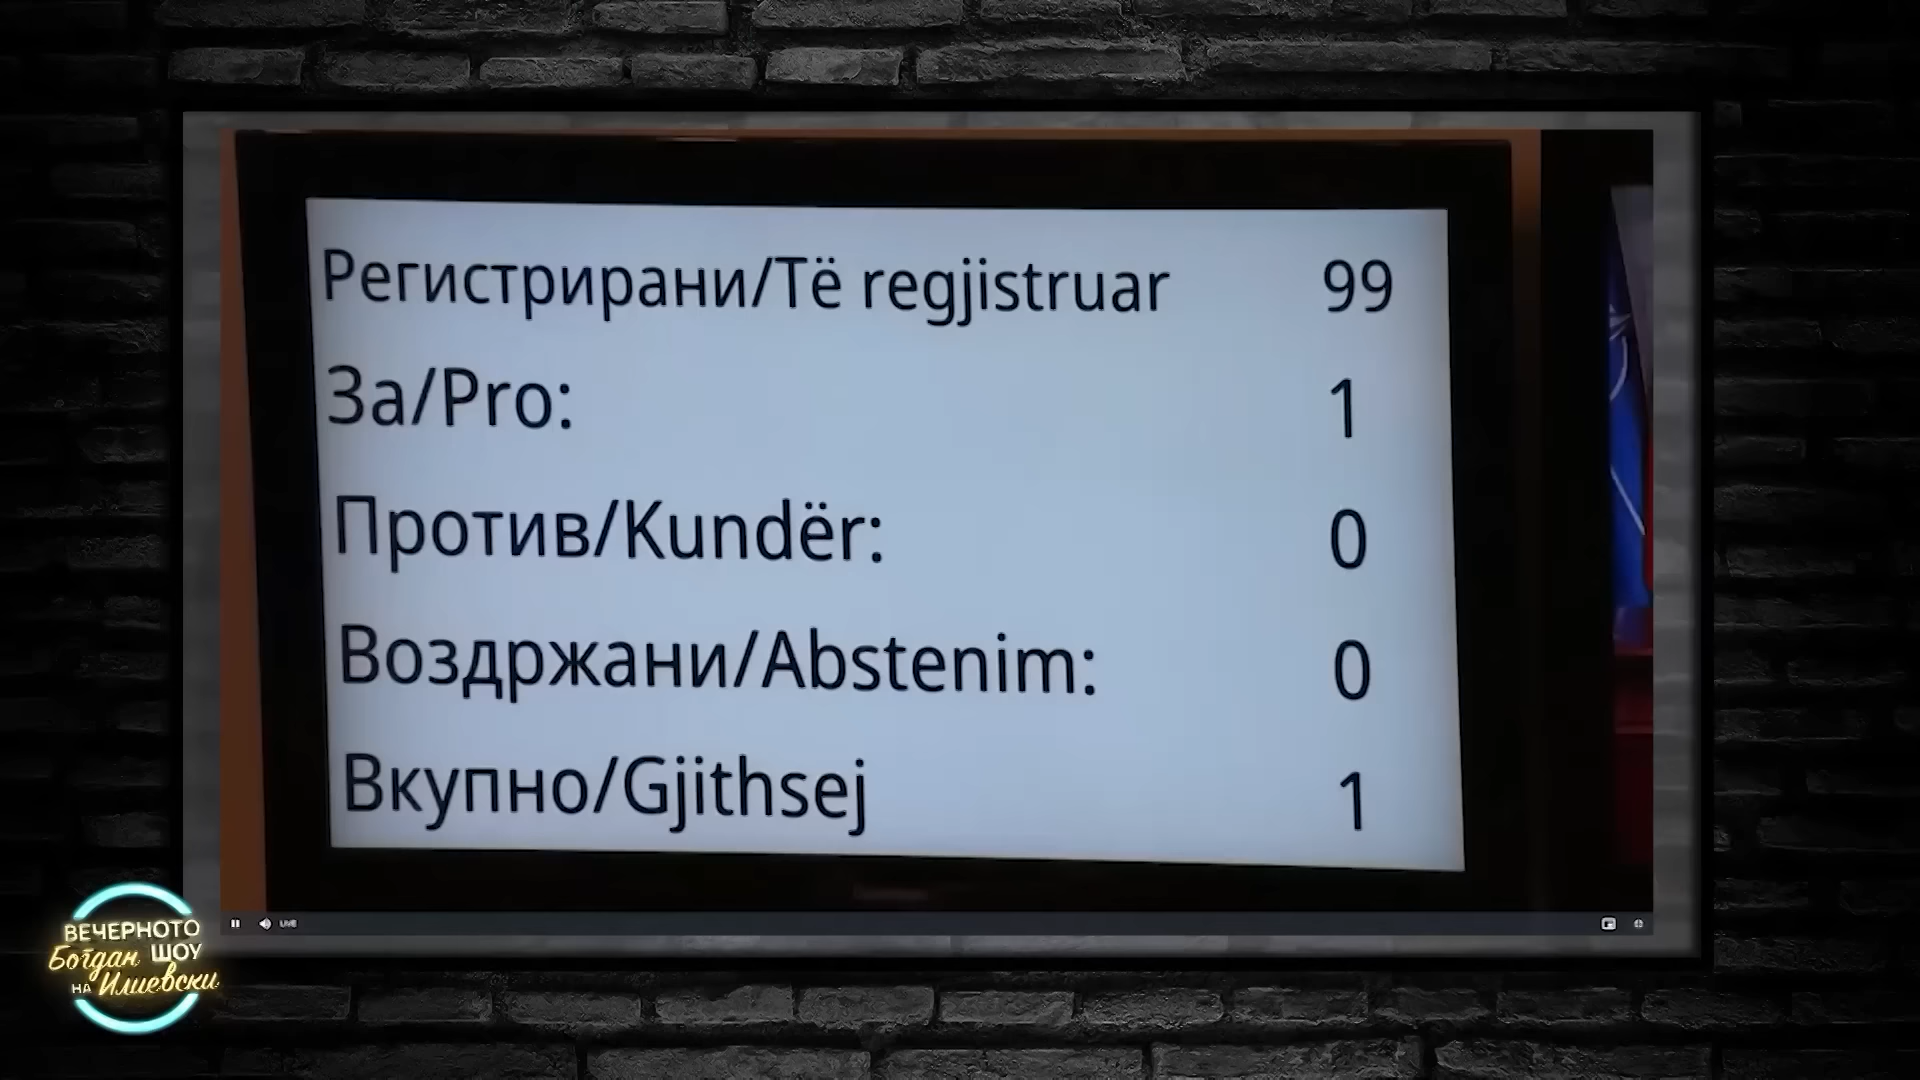 Регистрирани/Të regjistruar 99
За/Pro: 1
Против/Kundër: 0
Воздржани/Abstenim: 0
Вкупно/Gjithsej 1
LIVE
ВЕЧЕРНОТО
Богдан ШОУ
НА Илиевски